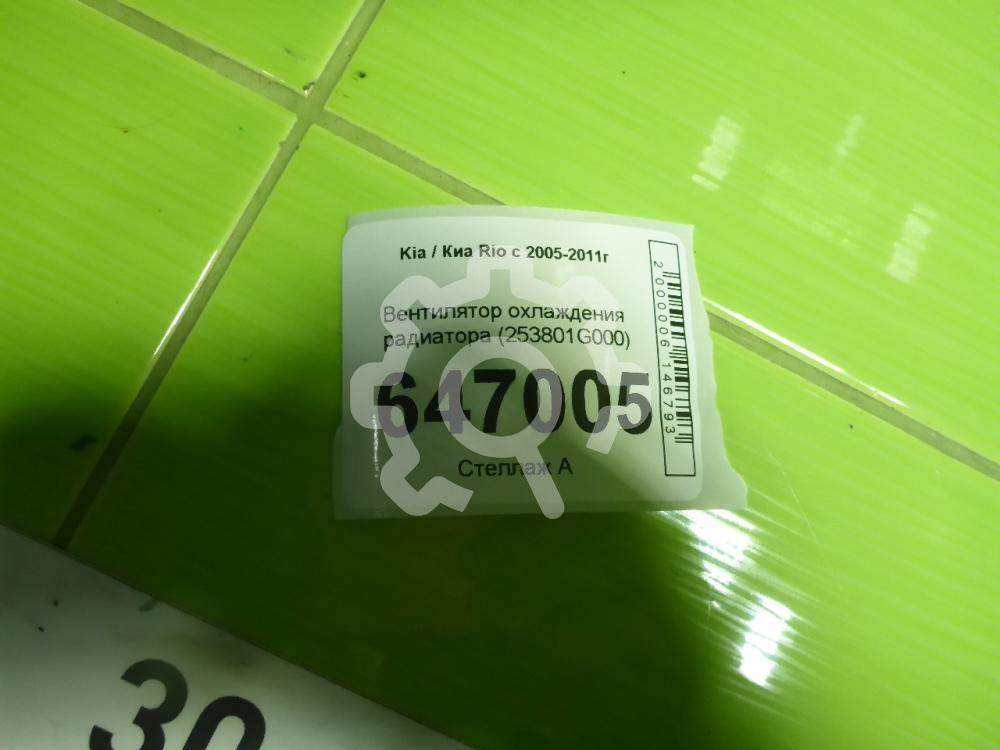 Kia / Киа Rio с 2005-2011г
Вентилятор охлаждения
радиатора (253801G000)
647005
Стеллаж А
2000006146793
30